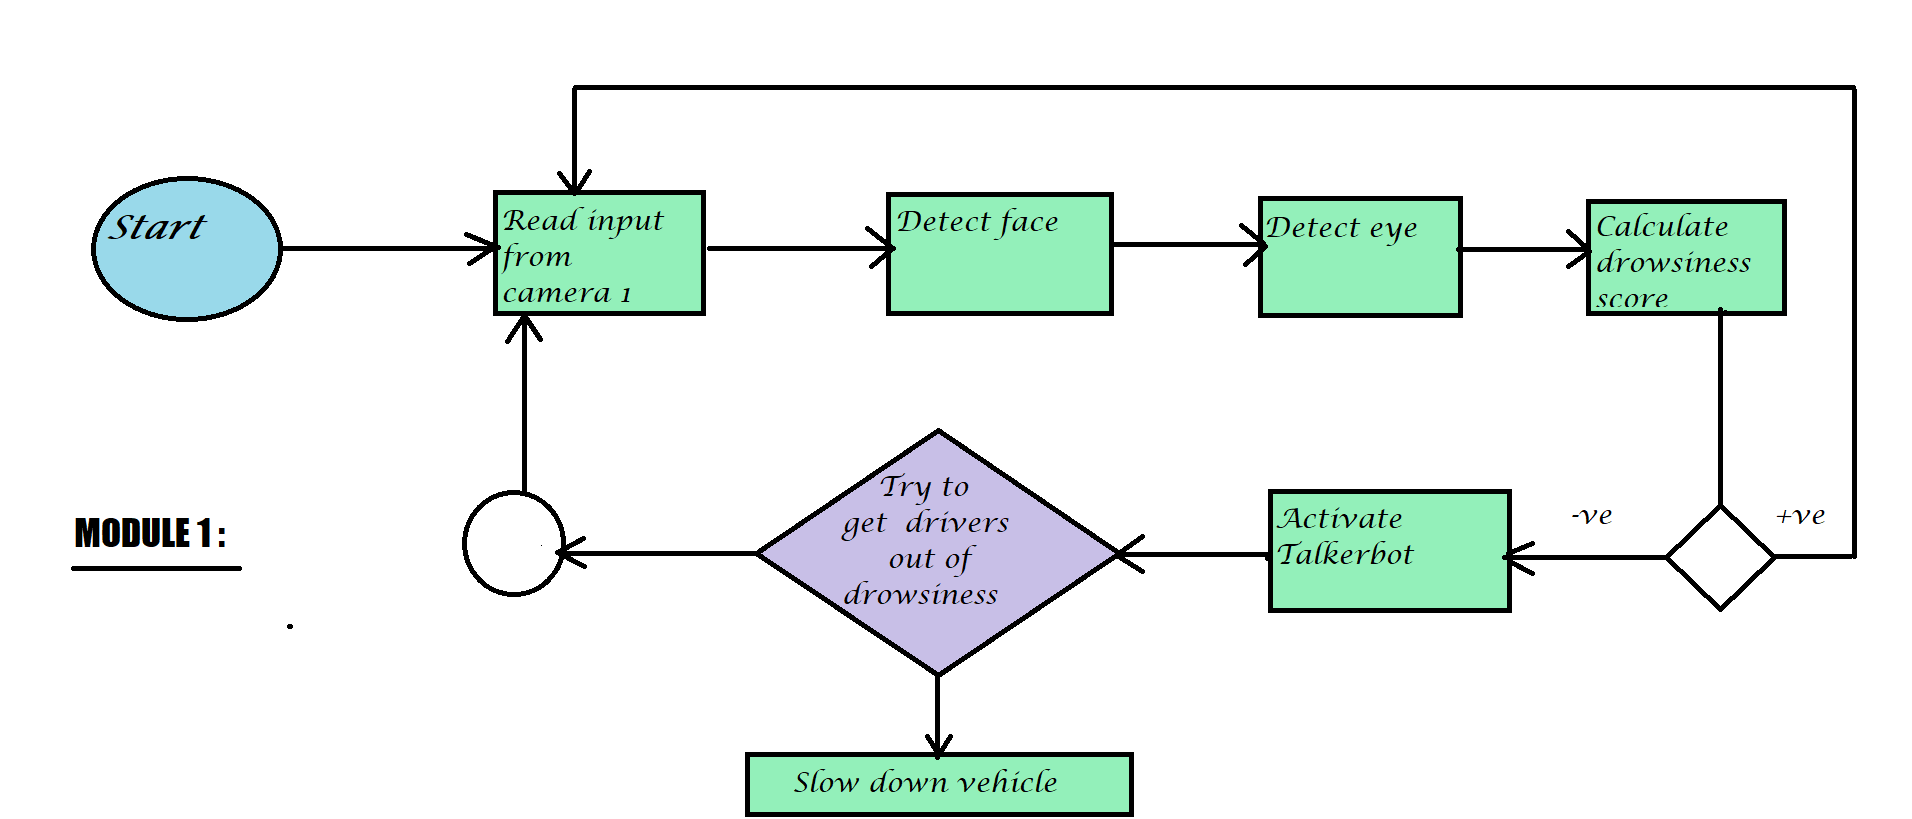 Start
Read input
from
camera 1
Detect face
Detect eye
Calculate
drowsiness
score
MODULE 1 :
Try to
get drivers
out of
drowsiness
Activate
Talkerbot
-ve
+ve
Slow down vehicle